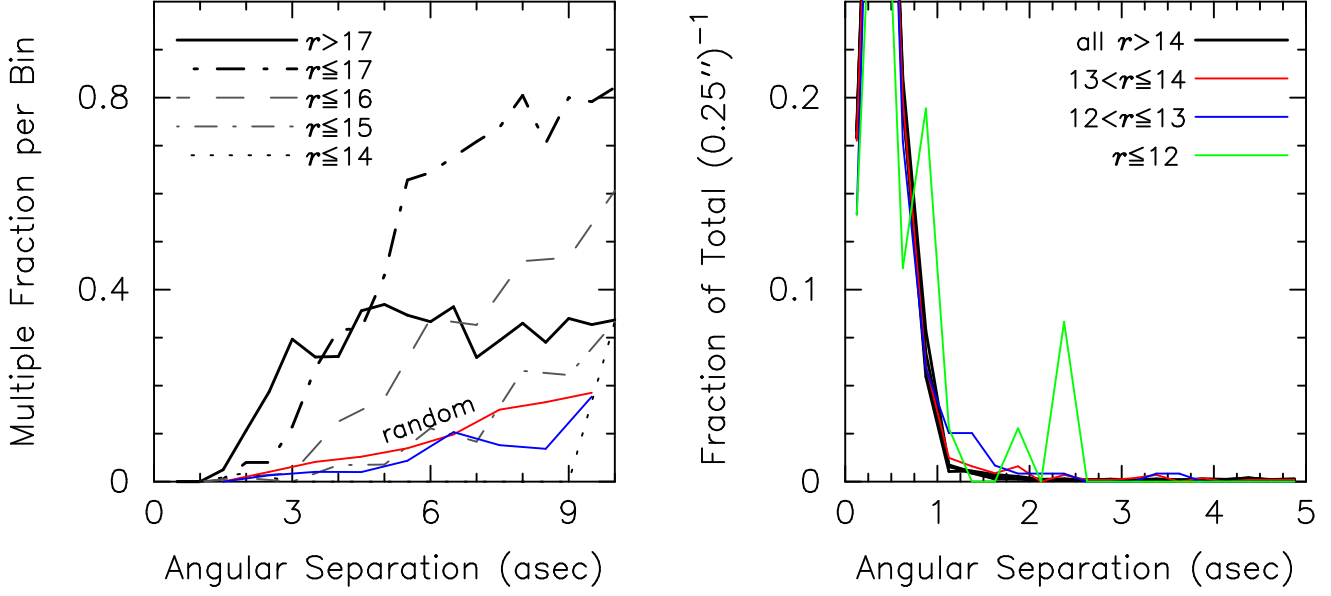 Multiple Fraction per Bin
0.8
0.4
0
r>17
r≦17
r≦16
r≦15
r≦14
random
0 3 6 9
Angular Separation (asec)
Fraction of Total (0.25″)⁻¹
0.2
0.1
0
all r>14
13<r≦14
12<r≦13
r≦12
0 1 2 3 4 5
Angular Separation (asec)